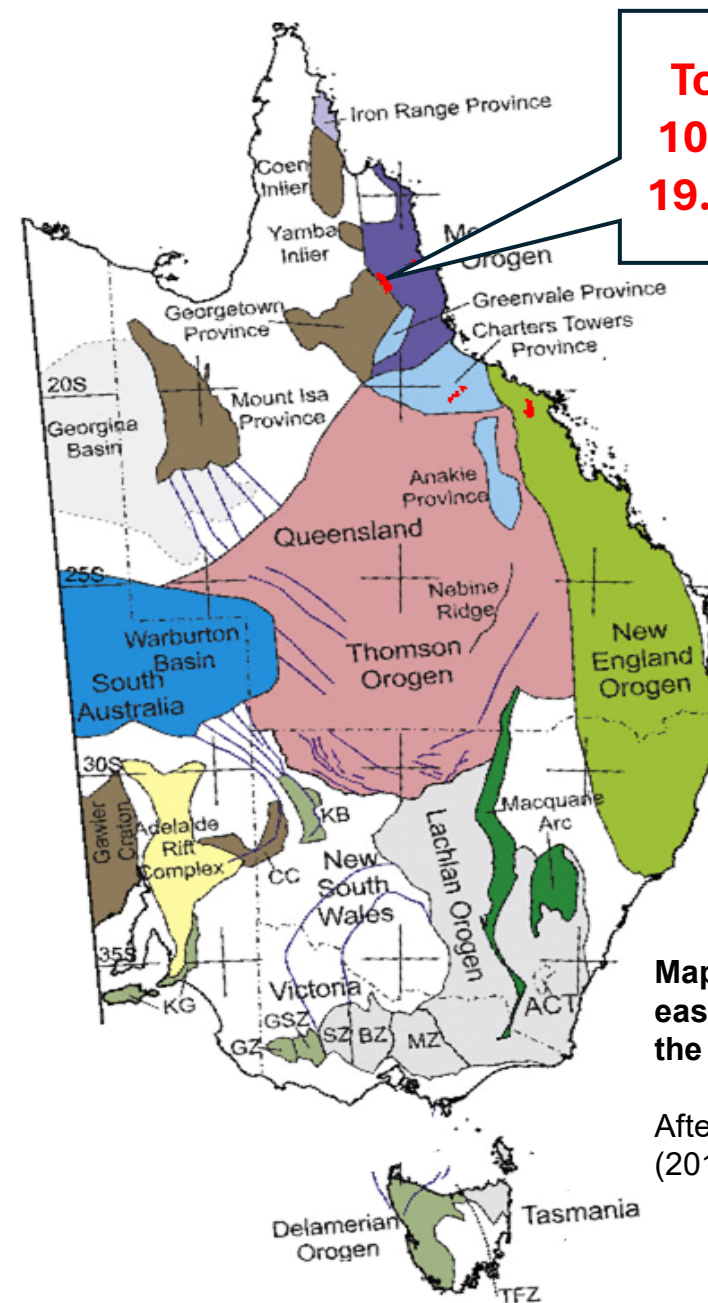 To
10
19.
Iron Range Province
Coen
Inlier
Yamba
Inlier
Orogen
Georgetown
Province
Greenvale Province
Charters Towers
Province
20S
Georgina
Basin
Mount Isa
Province
Anakie
Province
Queensland
25S
Nebine
Ridge
Warburton
Basin
South
Australia
Thomson
Orogen
New
England
Orogen
30S
Gawler
Craton
Adelaide
Rift
Complex
KB
CC
New
South
Wales
Lachlan Orogen
Macquarie
Arc
35S
KG
Victoria
GSZ
GZ
SZ
BZ
MZ
ACT
Map
eas
the
Afte
(201
Delamerian
Orogen
Tasmania
TFZ